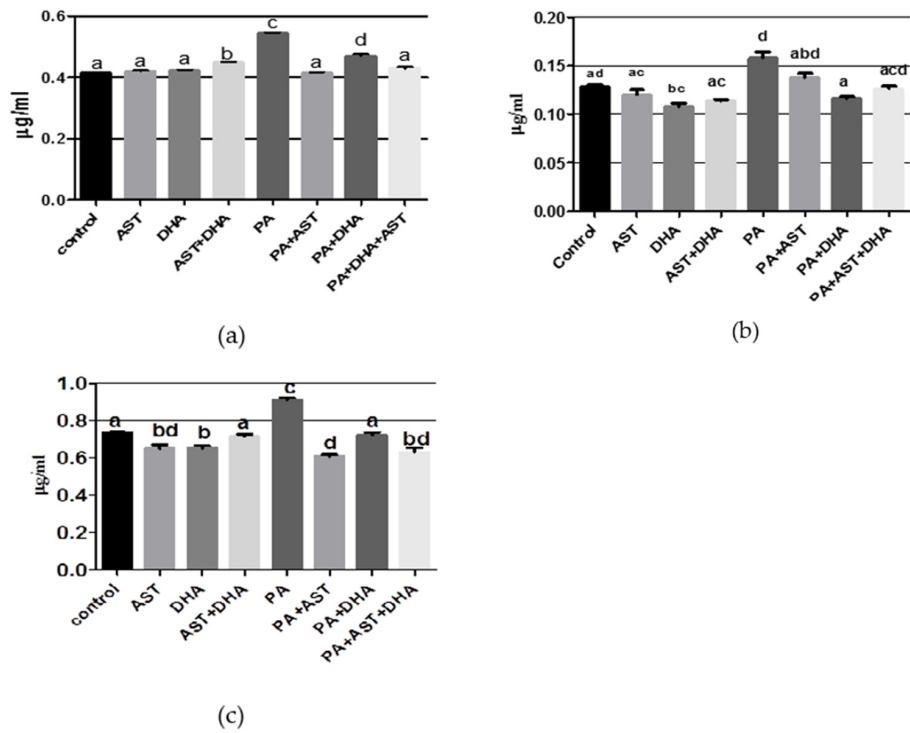 0.6
0.4
0.2
0.0
µg/ml
a
a
a
b
c
a
d
a
control
AST
DHA
AST+DHA
PA
PA+AST
PA+DHA
PA+DHA+AST
(a)
0.20
0.15
0.10
0.05
0.00
µg/ml
ad
ac
bc
ac
d
abd
a
acd
Control
AST
DHA
AST+DHA
PA
PA+AST
PA+DHA
PA+AST+DHA
(b)
1.0
0.8
0.6
0.4
0.2
0.0
µg/ml
a
bd
b
a
c
d
a
bd
control
AST
DHA
AST+DHA
PA
PA+AST
PA+DHA
PA+AST+DHA
(c)